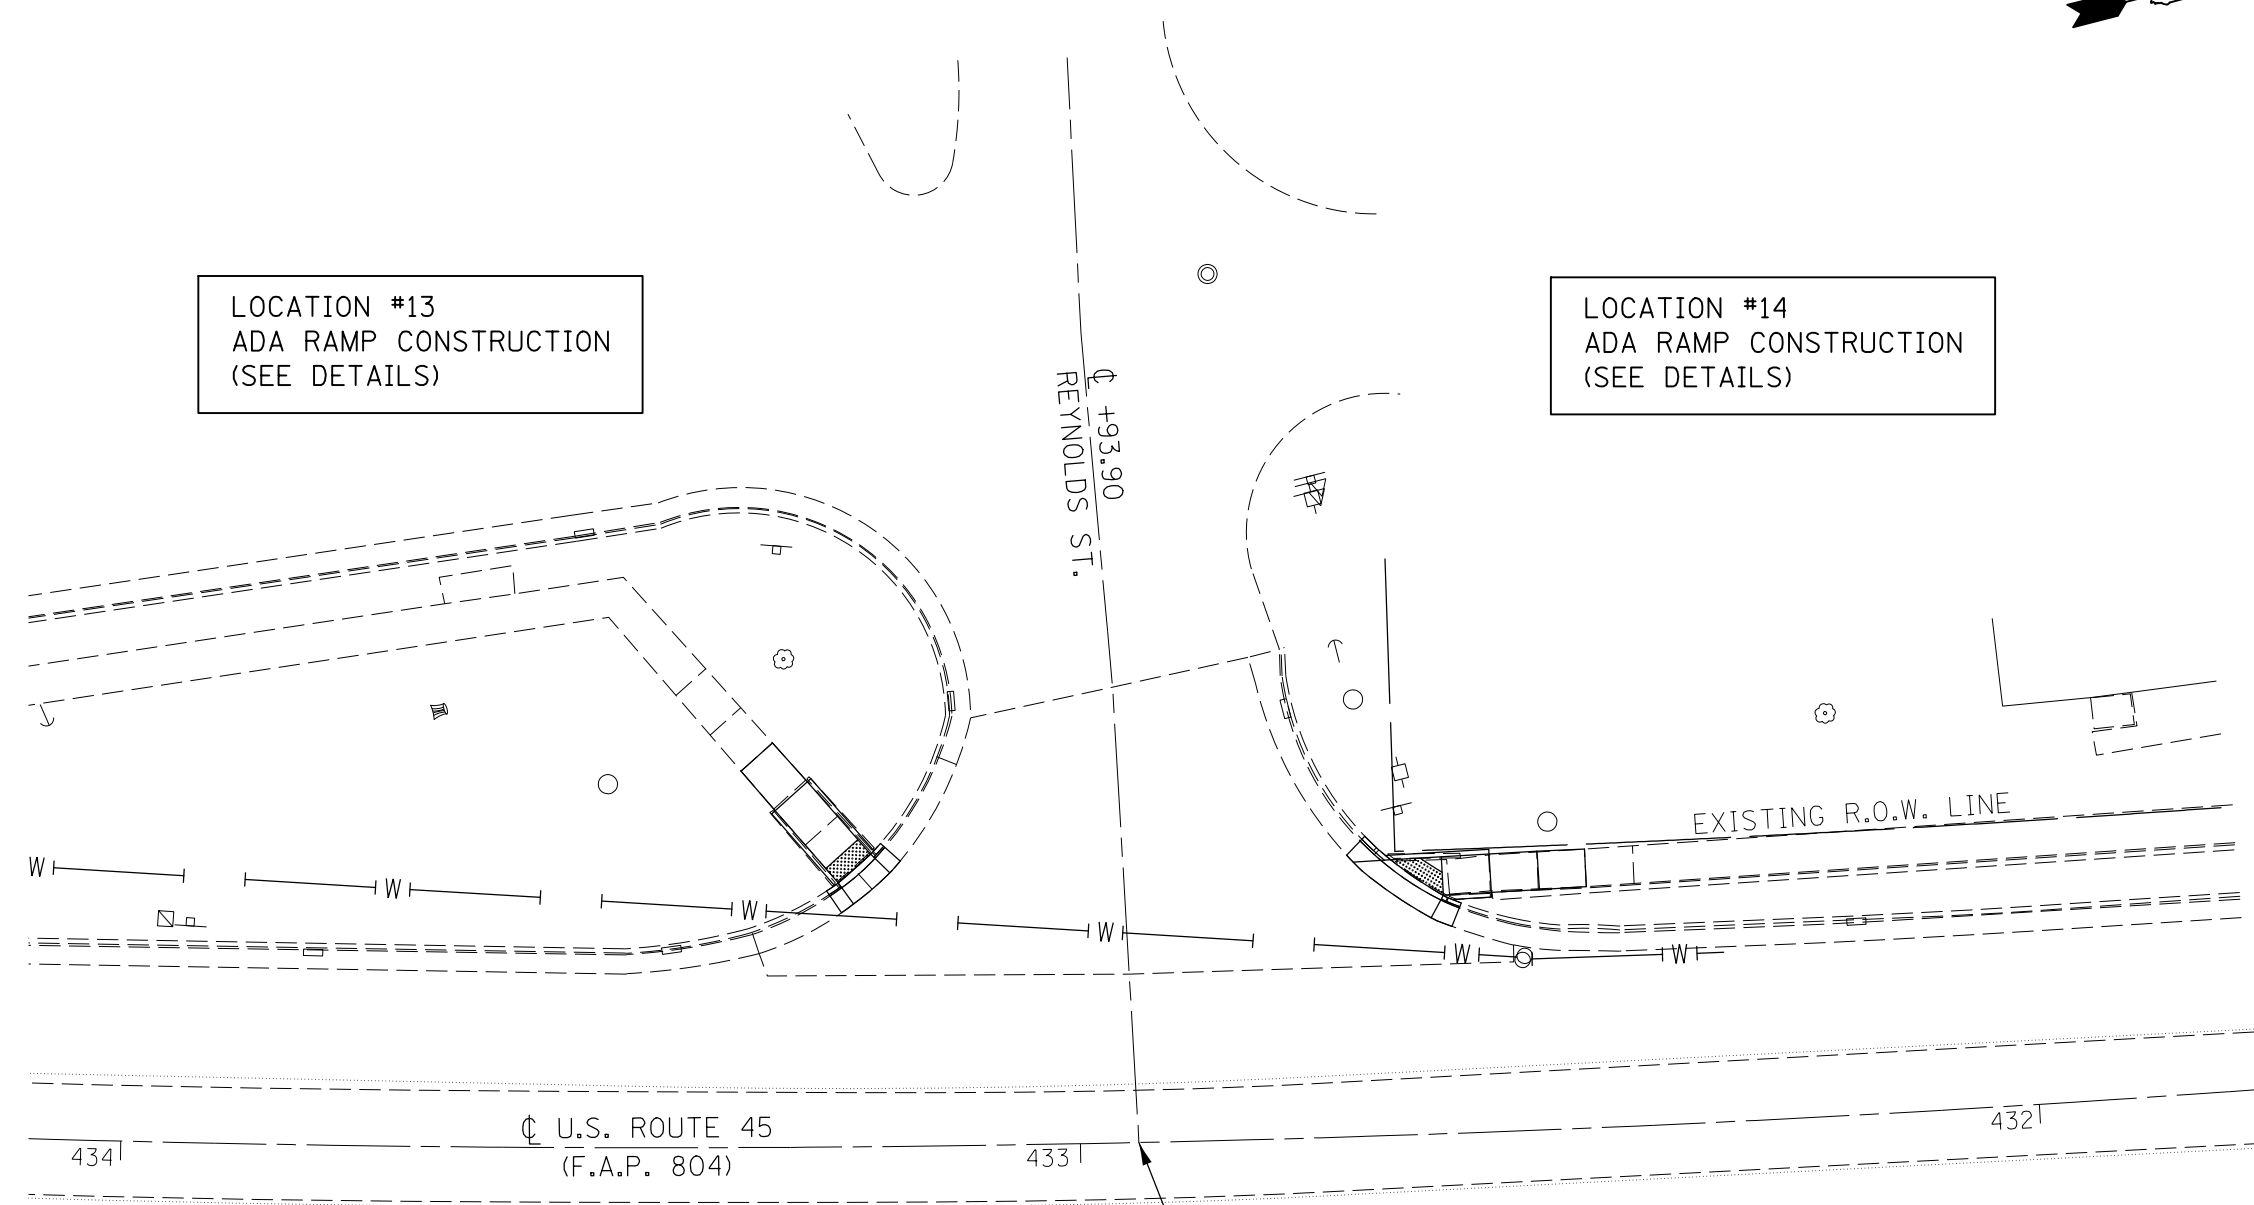 LOCATION #13
ADA RAMP CONSTRUCTION
(SEE DETAILS)
LOCATION #14
ADA RAMP CONSTRUCTION
(SEE DETAILS)
℄ +93.90
REYNOLDS ST.
EXISTING R.O.W. LINE
W
W
W
W
W
W
℄ U.S. ROUTE 45
(F.A.P. 804)
434
433
432